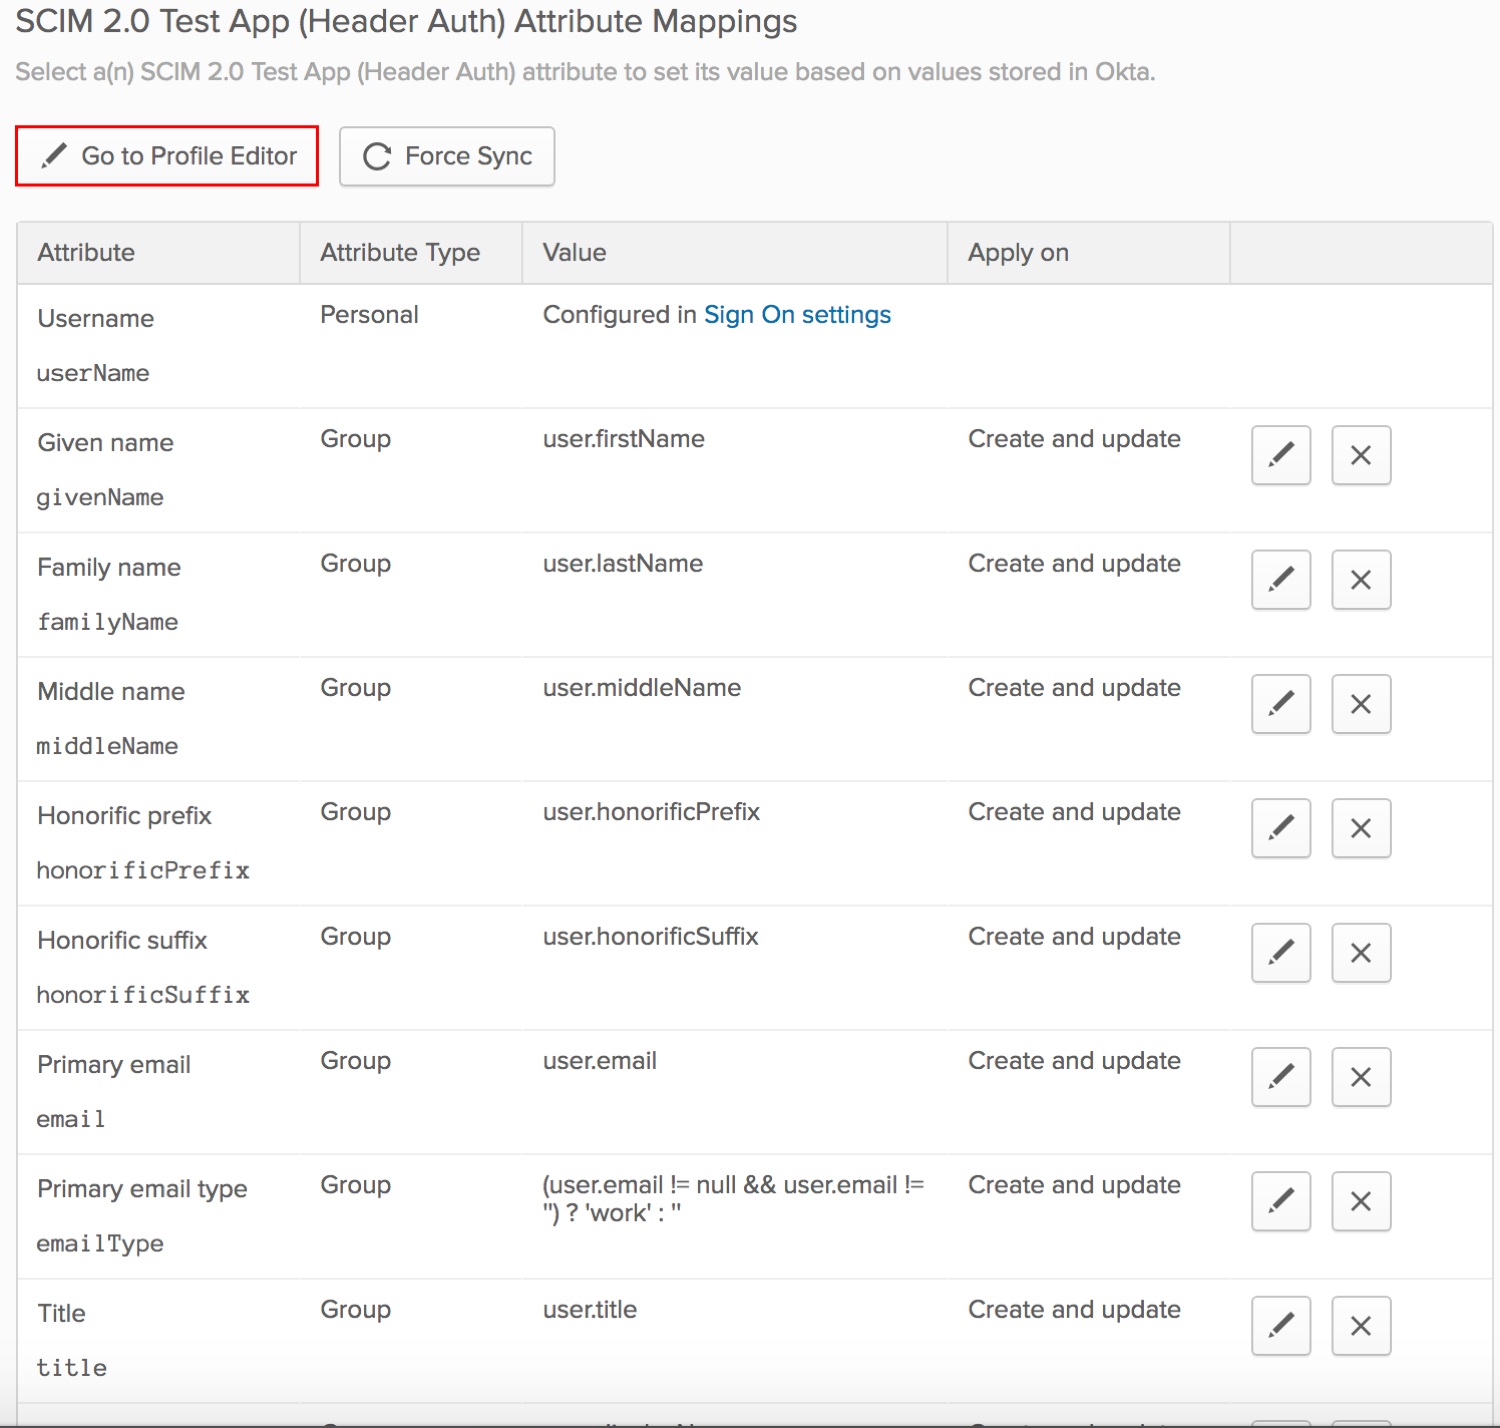 SCIM 2.0 Test App (Header Auth) Attribute Mappings
Select a(n) SCIM 2.0 Test App (Header Auth) attribute to set its value based on values stored in Okta.
Go to Profile Editor Force Sync
Attribute Attribute Type Value Apply on
Username Personal Configured in Sign On settings
userName
Given name Group user.firstName Create and update
givenName
Family name Group user.lastName Create and update
familyName
Middle name Group user.middleName Create and update
middleName
Honorific prefix Group user.honorificPrefix Create and update
honorificPrefix
Honorific suffix Group user.honorificSuffix Create and update
honorificSuffix
Primary email Group user.email Create and update
email
Primary email type Group (user.email != null && user.email != Create and update
'') ? 'work' : ''
emailType
Title Group user.title Create and update
title